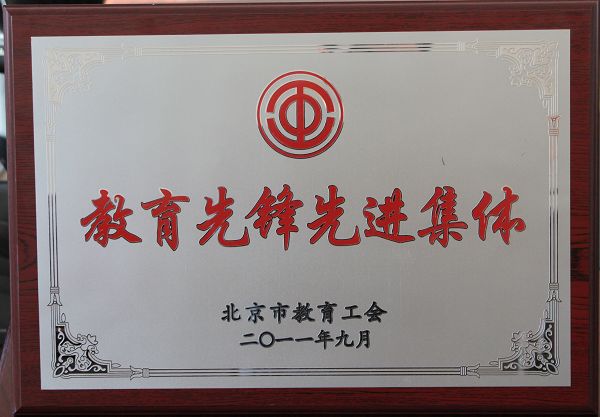 教育先锋先进集体
北京市教育工会
二〇一一年九月